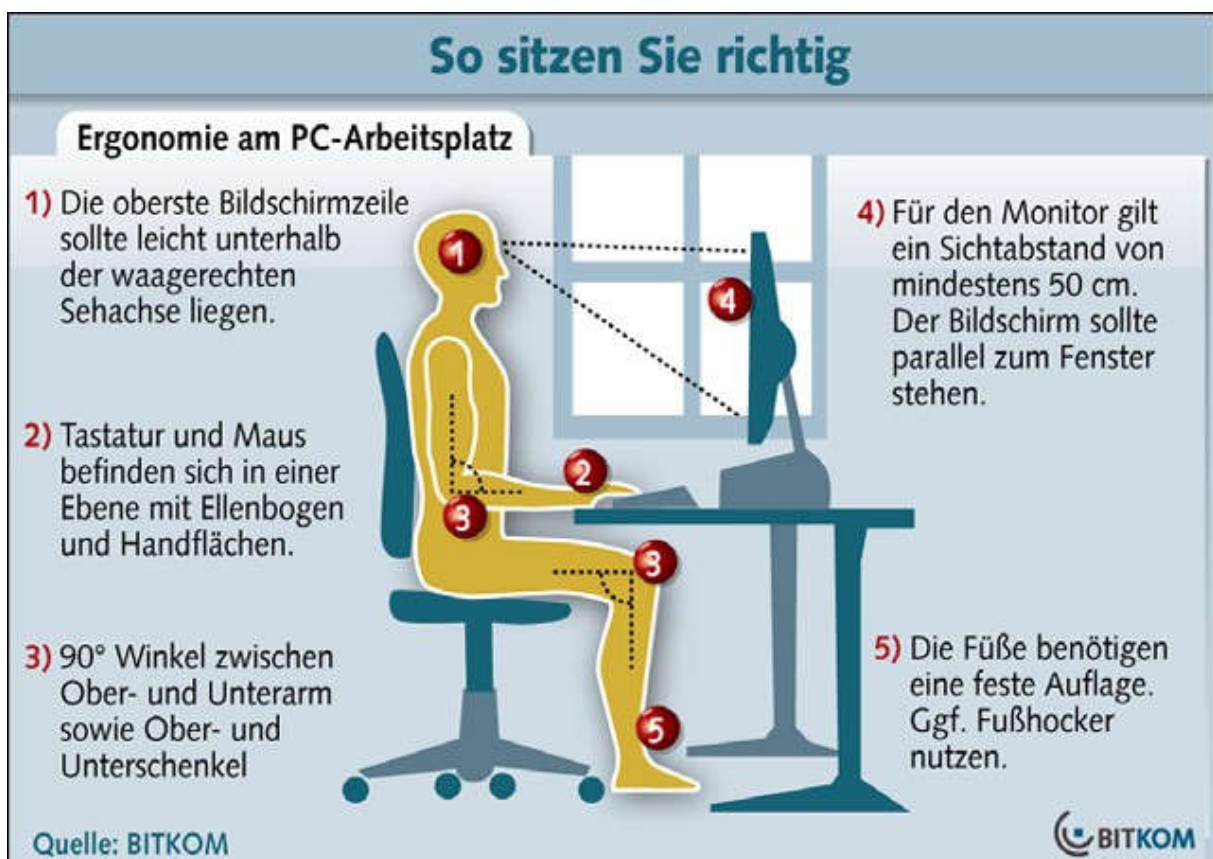 So sitzen Sie richtig
Ergonomie am PC-Arbeitsplatz
1) Die oberste Bildschirmzeile
sollte leicht unterhalb
der waagerechten
Sehachse liegen.
2) Tastatur und Maus
befinden sich in einer
Ebene mit Ellenbogen
und Handflächen.
3) 90° Winkel zwischen
Ober- und Unterarm
sowie Ober- und
Unterschenkel
1
4
2
3
3
5
4) Für den Monitor gilt
ein Sichtabstand von
mindestens 50 cm.
Der Bildschirm sollte
parallel zum Fenster
stehen.
5) Die Füße benötigen
eine feste Auflage.
Ggf. Fußhocker
nutzen.
Quelle: BITKOM
BITKOM